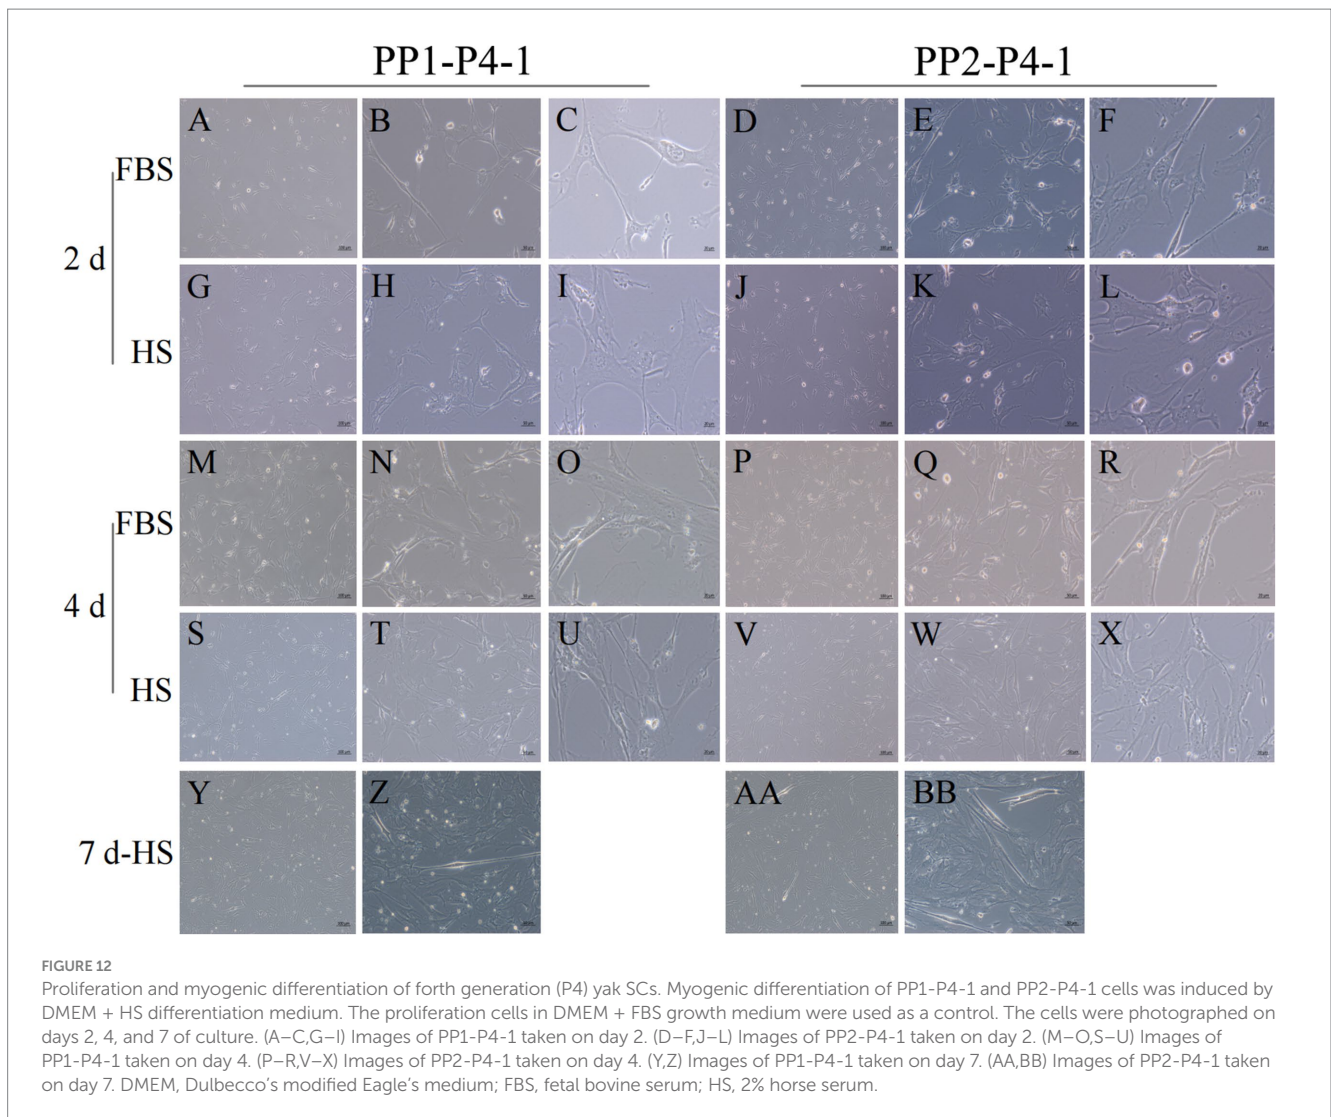 PP1-P4-1 PP2-P4-1
A B C D E F
FBS
2 d
G H I J K L
HS
M N O P Q R
FBS
4 d
S T U V W X
HS
Y Z AA BB
7 d-HS
FIGURE 12
Proliferation and myogenic differentiation of forth generation (P4) yak SCs. Myogenic differentiation of PP1-P4-1 and PP2-P4-1 cells was induced by
DMEM + HS differentiation medium. The proliferation cells in DMEM + FBS growth medium were used as a control. The cells were photographed on
days 2, 4, and 7 of culture. (A–C,G–I) Images of PP1-P4-1 taken on day 2. (D–F,J–L) Images of PP2-P4-1 taken on day 2. (M–O,S–U) Images of
PP1-P4-1 taken on day 4. (P–R,V–X) Images of PP2-P4-1 taken on day 4. (Y,Z) Images of PP1-P4-1 taken on day 7. (AA,BB) Images of PP2-P4-1 taken
on day 7. DMEM, Dulbecco's modified Eagle's medium; FBS, fetal bovine serum; HS, 2% horse serum.